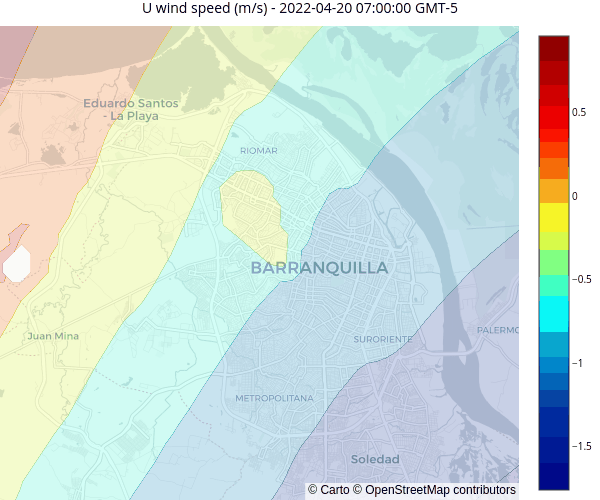 U wind speed (m/s) - 2022-04-20 07:00:00 GMT-5
Eduardo Santos
- La Playa
RIOMAR
BARRANQUILLA
Juan Mina
SURORIENTE
PALERMO
METROPOLITANA
Soledad
© Carto © OpenStreetMap contributors
0.5
0
−0.5
−1
−1.5